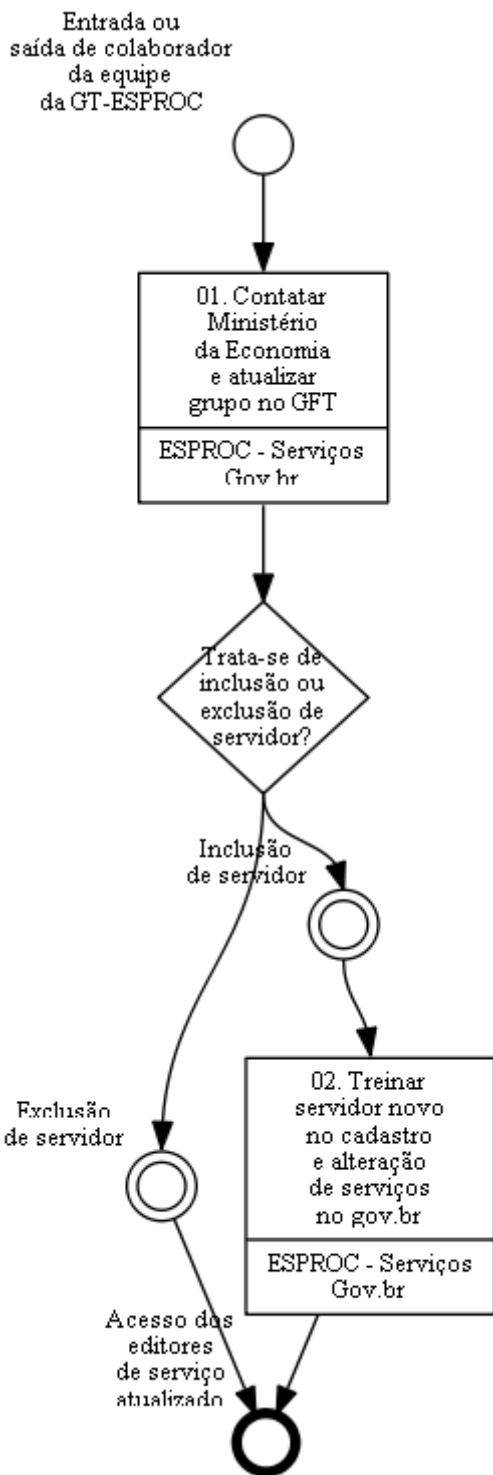 Entrada ou
saída de colaborador
da equipe
da GT-ESPROC
01. Contatar
Ministério
da Economia
e atualizar
grupo no GFT
ESPROC - Serviços
Gov.br
Trata-se de
inclusão ou
exclusão de
servidor?
Inclusão
de servidor
Exclusão
de servidor
02. Treinar
servidor novo
no cadastro
e alteração
de serviços
no gov.br
ESPROC - Serviços
Gov.br
Acesso dos
editores
de serviço
atualizado